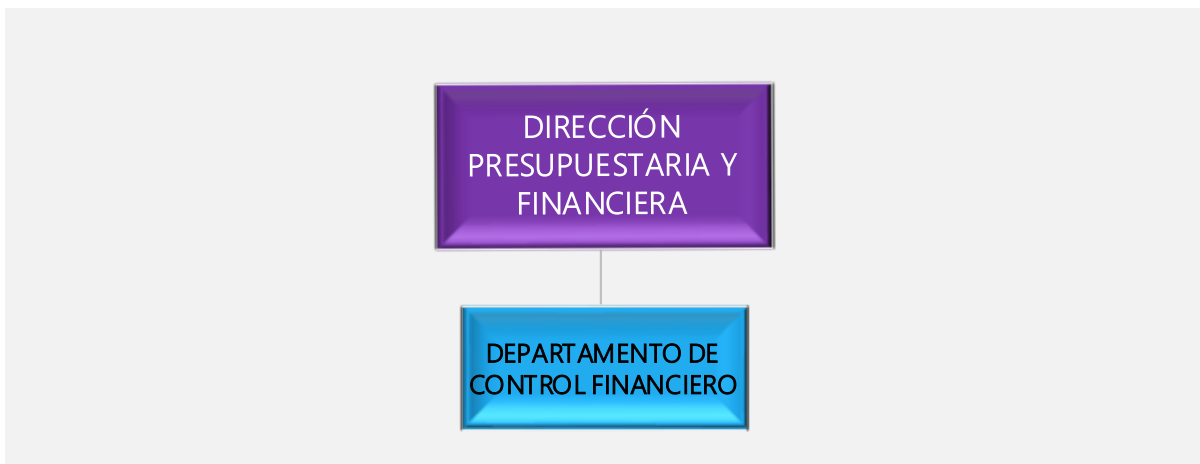 DIRECCIÓN
PRESUPUESTARIA Y
FINANCIERA
DEPARTAMENTO DE
CONTROL FINANCIERO